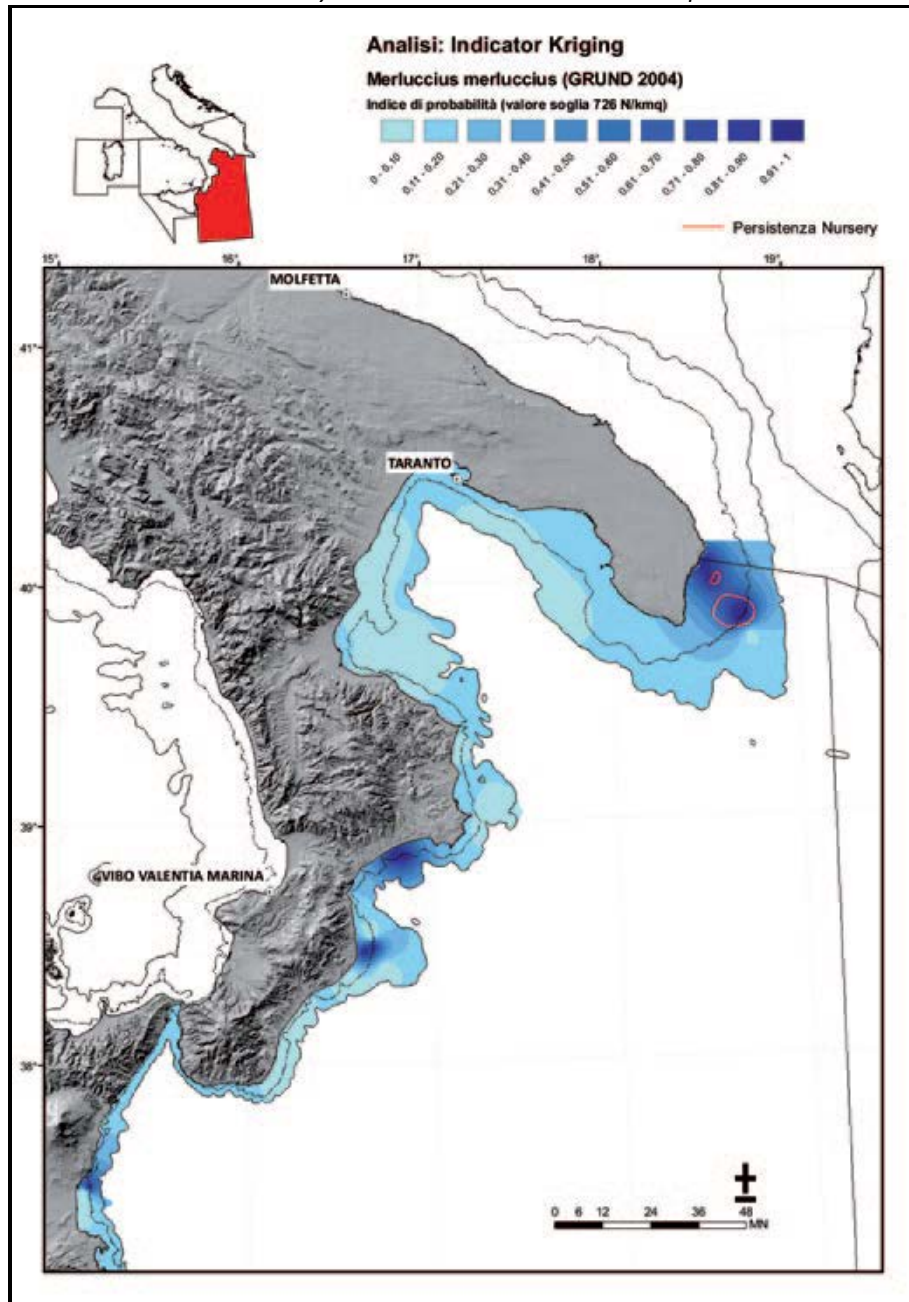 Analisi: Indicator Kriging
Merluccius merluccius (GRUND 2004)
Indice di probabilità (valore soglia 726 N/kmq)
0 - 0,10
0,11 - 0,20
0,21 - 0,30
0,31 - 0,40
0,41 - 0,50
0,51 - 0,60
0,61 - 0,70
0,71 - 0,80
0,81 - 0,90
0,91 - 1
Persistenza Nursery
15°
16°
17°
18°
19°
MOLFETTA
41°
TARANTO
40°
39°
VIBO VALENTIA MARINA
38°
0 6 12 24 36 48
MN